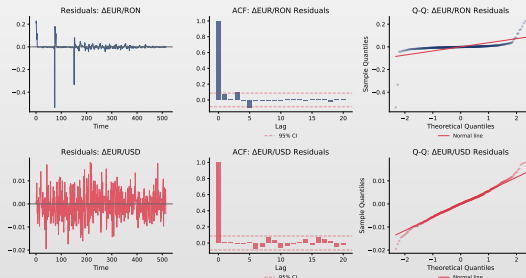 Residuals: ΔEUR/RON
0.2
0.0
−0.2
−0.4
0 100 200 300 400 500
Time
ACF: ΔEUR/RON Residuals
1.0
0.8
0.6
0.4
0.2
0.0
0 5 10 15 20
Lag
95% CI
Q-Q: ΔEUR/RON Residuals
Sample Quantiles
0.2
0.0
−0.2
−0.4
−2 −1 0 1 2
Theoretical Quantiles
Normal line
Residuals: ΔEUR/USD
0.01
0.00
−0.01
−0.02
0 100 200 300 400 500
Time
ACF: ΔEUR/USD Residuals
1.0
0.8
0.6
0.4
0.2
0.0
0 5 10 15 20
Lag
95% CI
Q-Q: ΔEUR/USD Residuals
Sample Quantiles
0.01
0.00
−0.01
−0.02
−2 −1 0 1 2
Theoretical Quantiles
Normal line